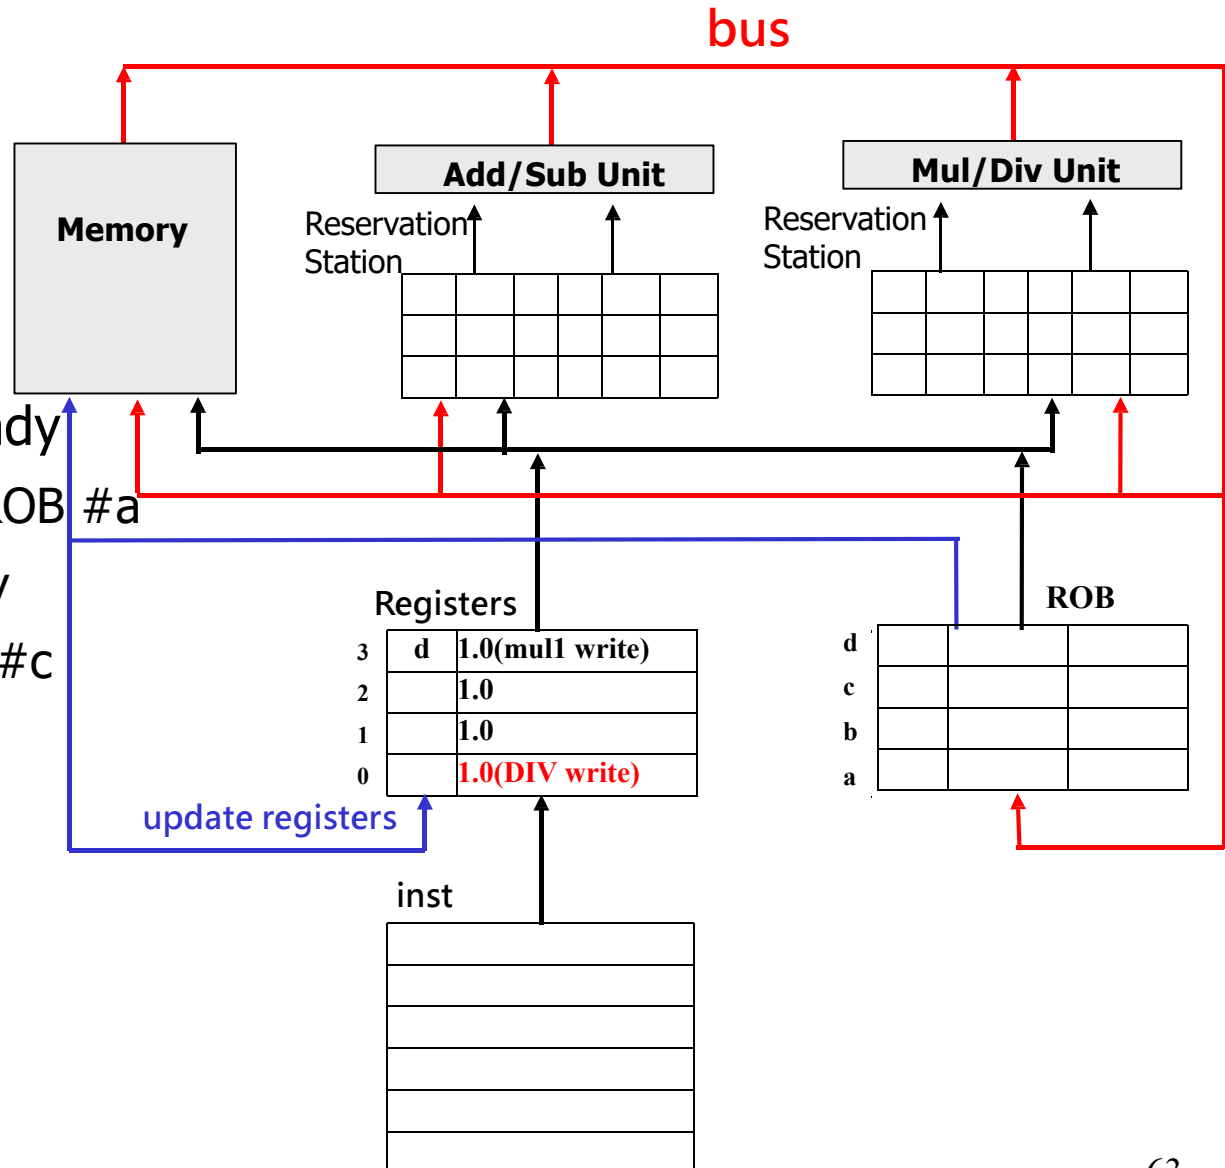 bus
Add/Sub Unit
Mul/Div Unit
Memory
Reservation
Station
Reservation
Station
dy
OB #a
#c
Registers
ROB
3 d 1.0(mul1 write)
2 1.0
1 1.0
0 1.0(DIV write)
d
c
b
a
update registers
inst